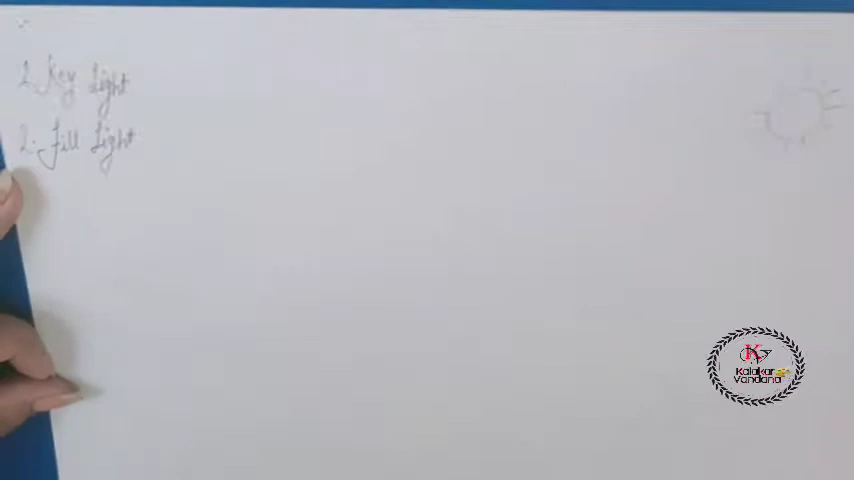 1. Key Light
2. Fill Light
K
Kalakar
Vandana